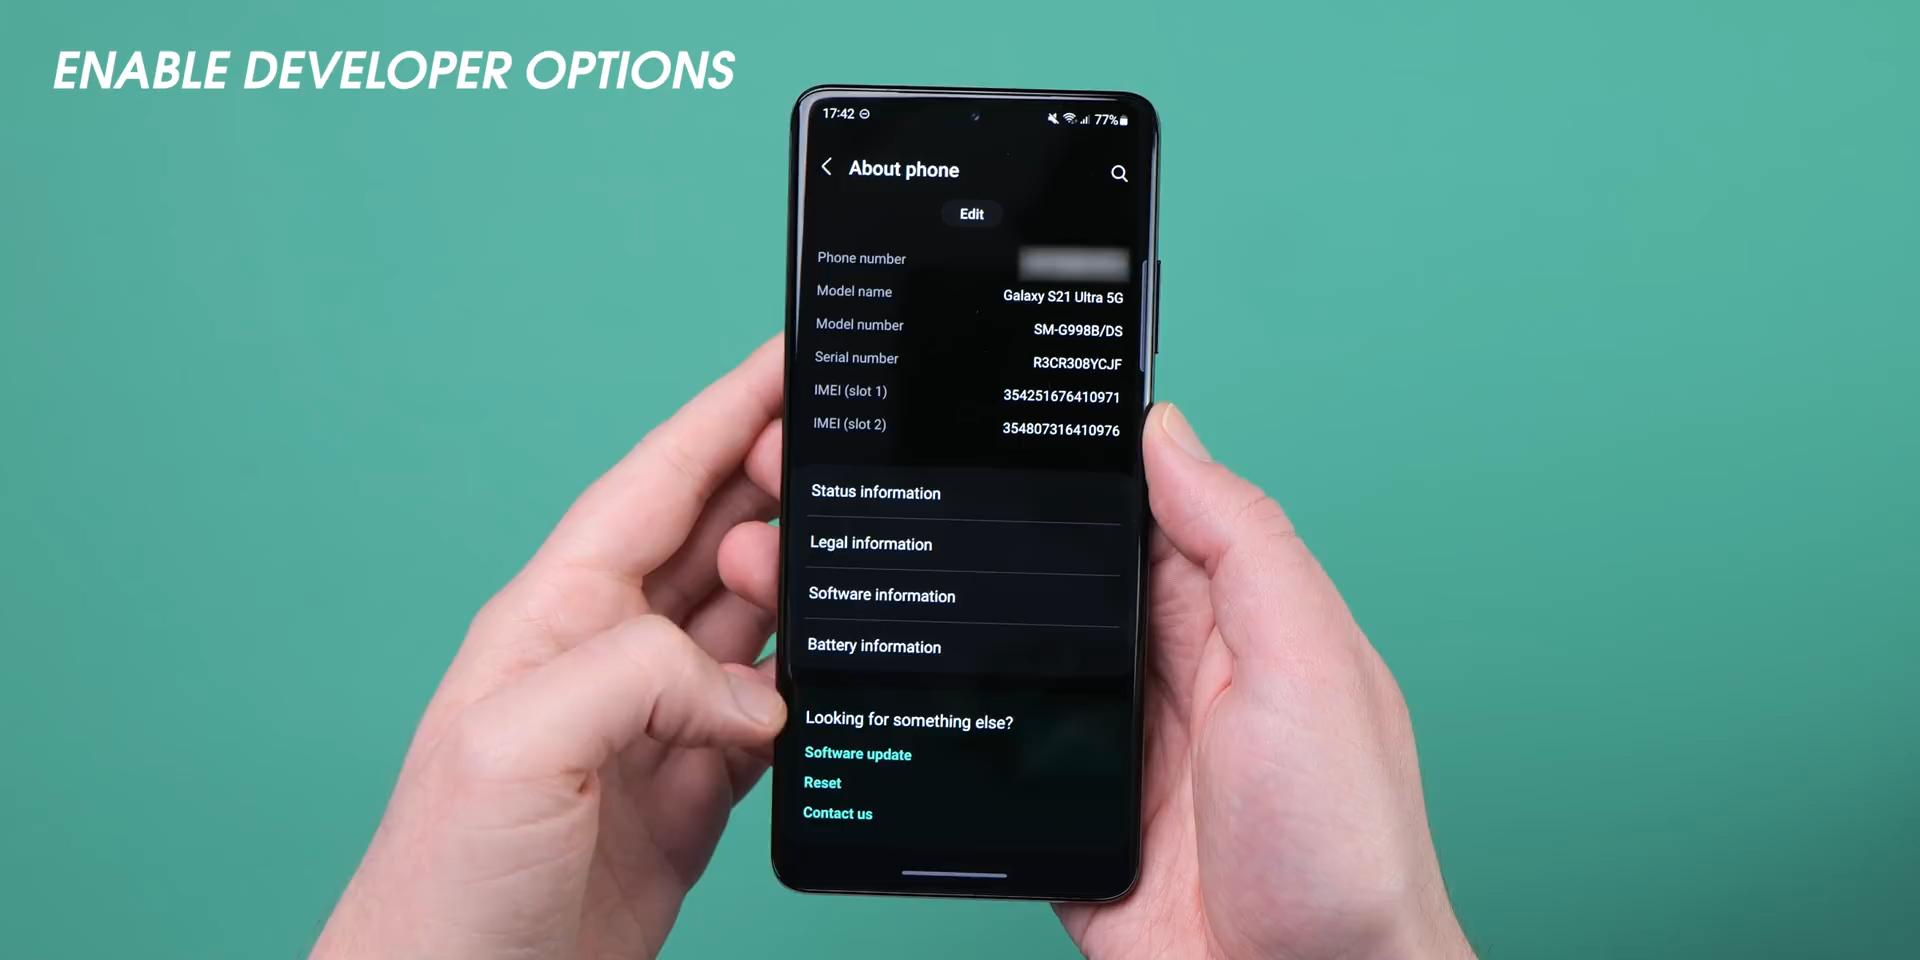 ENABLE DEVELOPER OPTIONS
17:42 77%
About phone
Edit
Phone number
Model name Galaxy S21 Ultra 5G
Model number SM-G998B/DS
Serial number R3CR308YCJF
IMEI (slot 1) 354251676410971
IMEI (slot 2) 354807316410976
Status information
Legal information
Software information
Battery information
Looking for something else?
Software update
Reset
Contact us